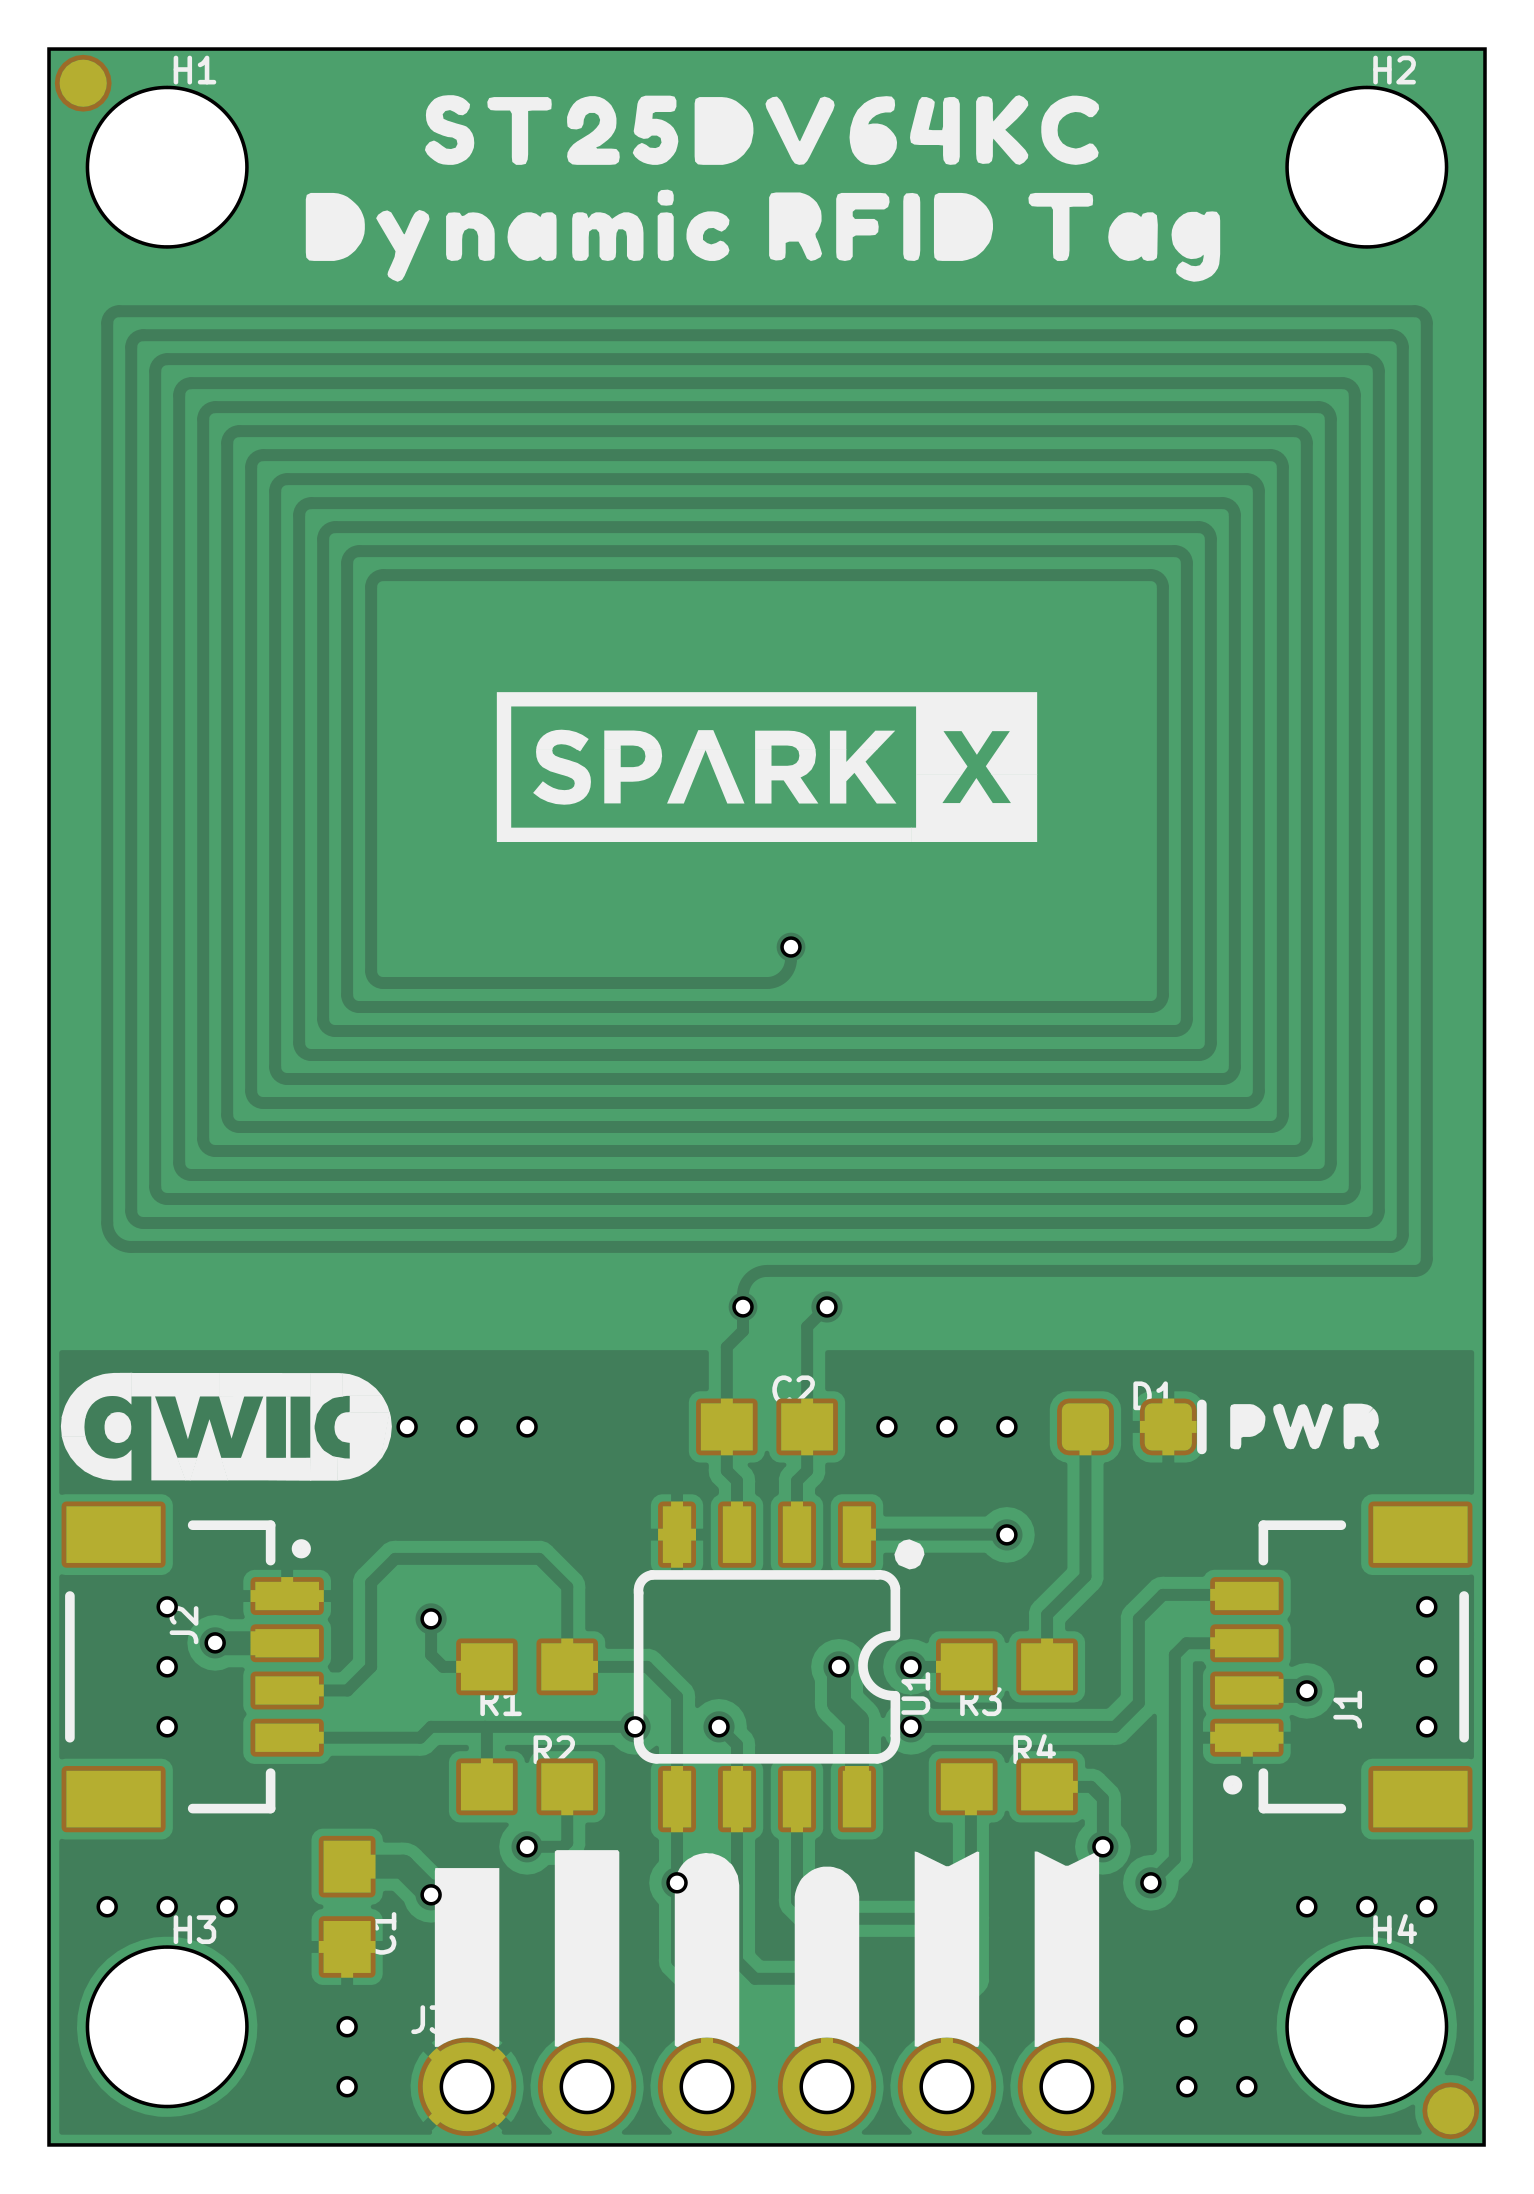 H1
H2
ST25DV64KC
Dynamic RFID Tag
SPARK X
C2
D1
qwiic
PWR
J2
U1
J1
R1
R3
R2
R4
H3
C1
H4